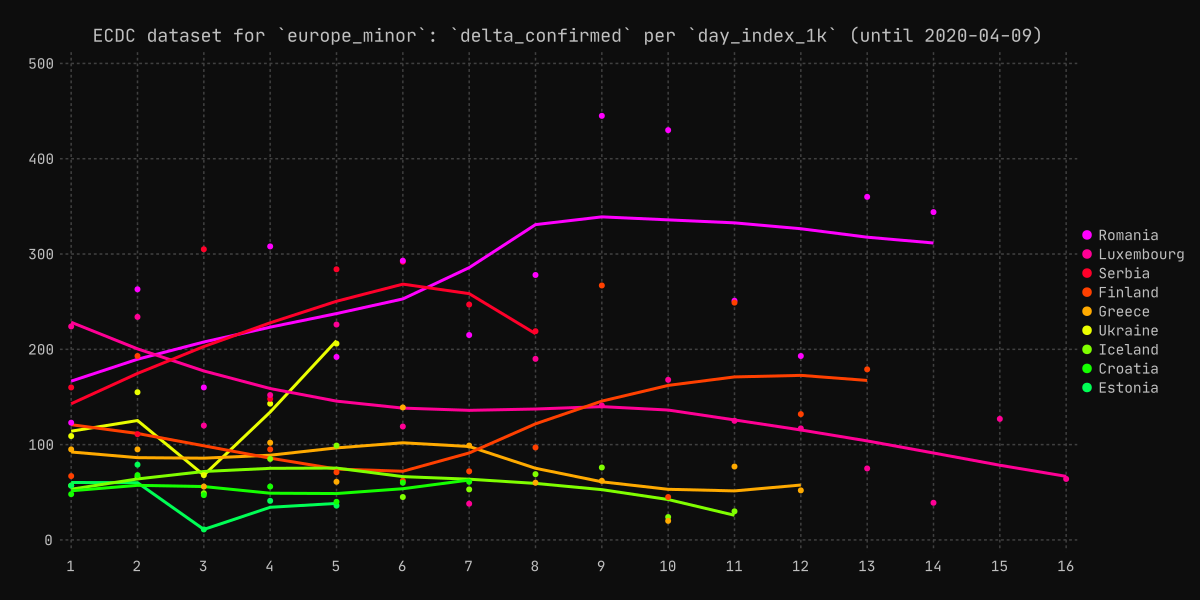 ECDC dataset for `europe_minor`: `delta_confirmed` per `day_index_1k` (until 2020-04-09)
500
400
300
200
100
0
1 2 3 4 5 6 7 8 9 10 11 12 13 14 15 16
Romania
Luxembourg
Serbia
Finland
Greece
Ukraine
Iceland
Croatia
Estonia